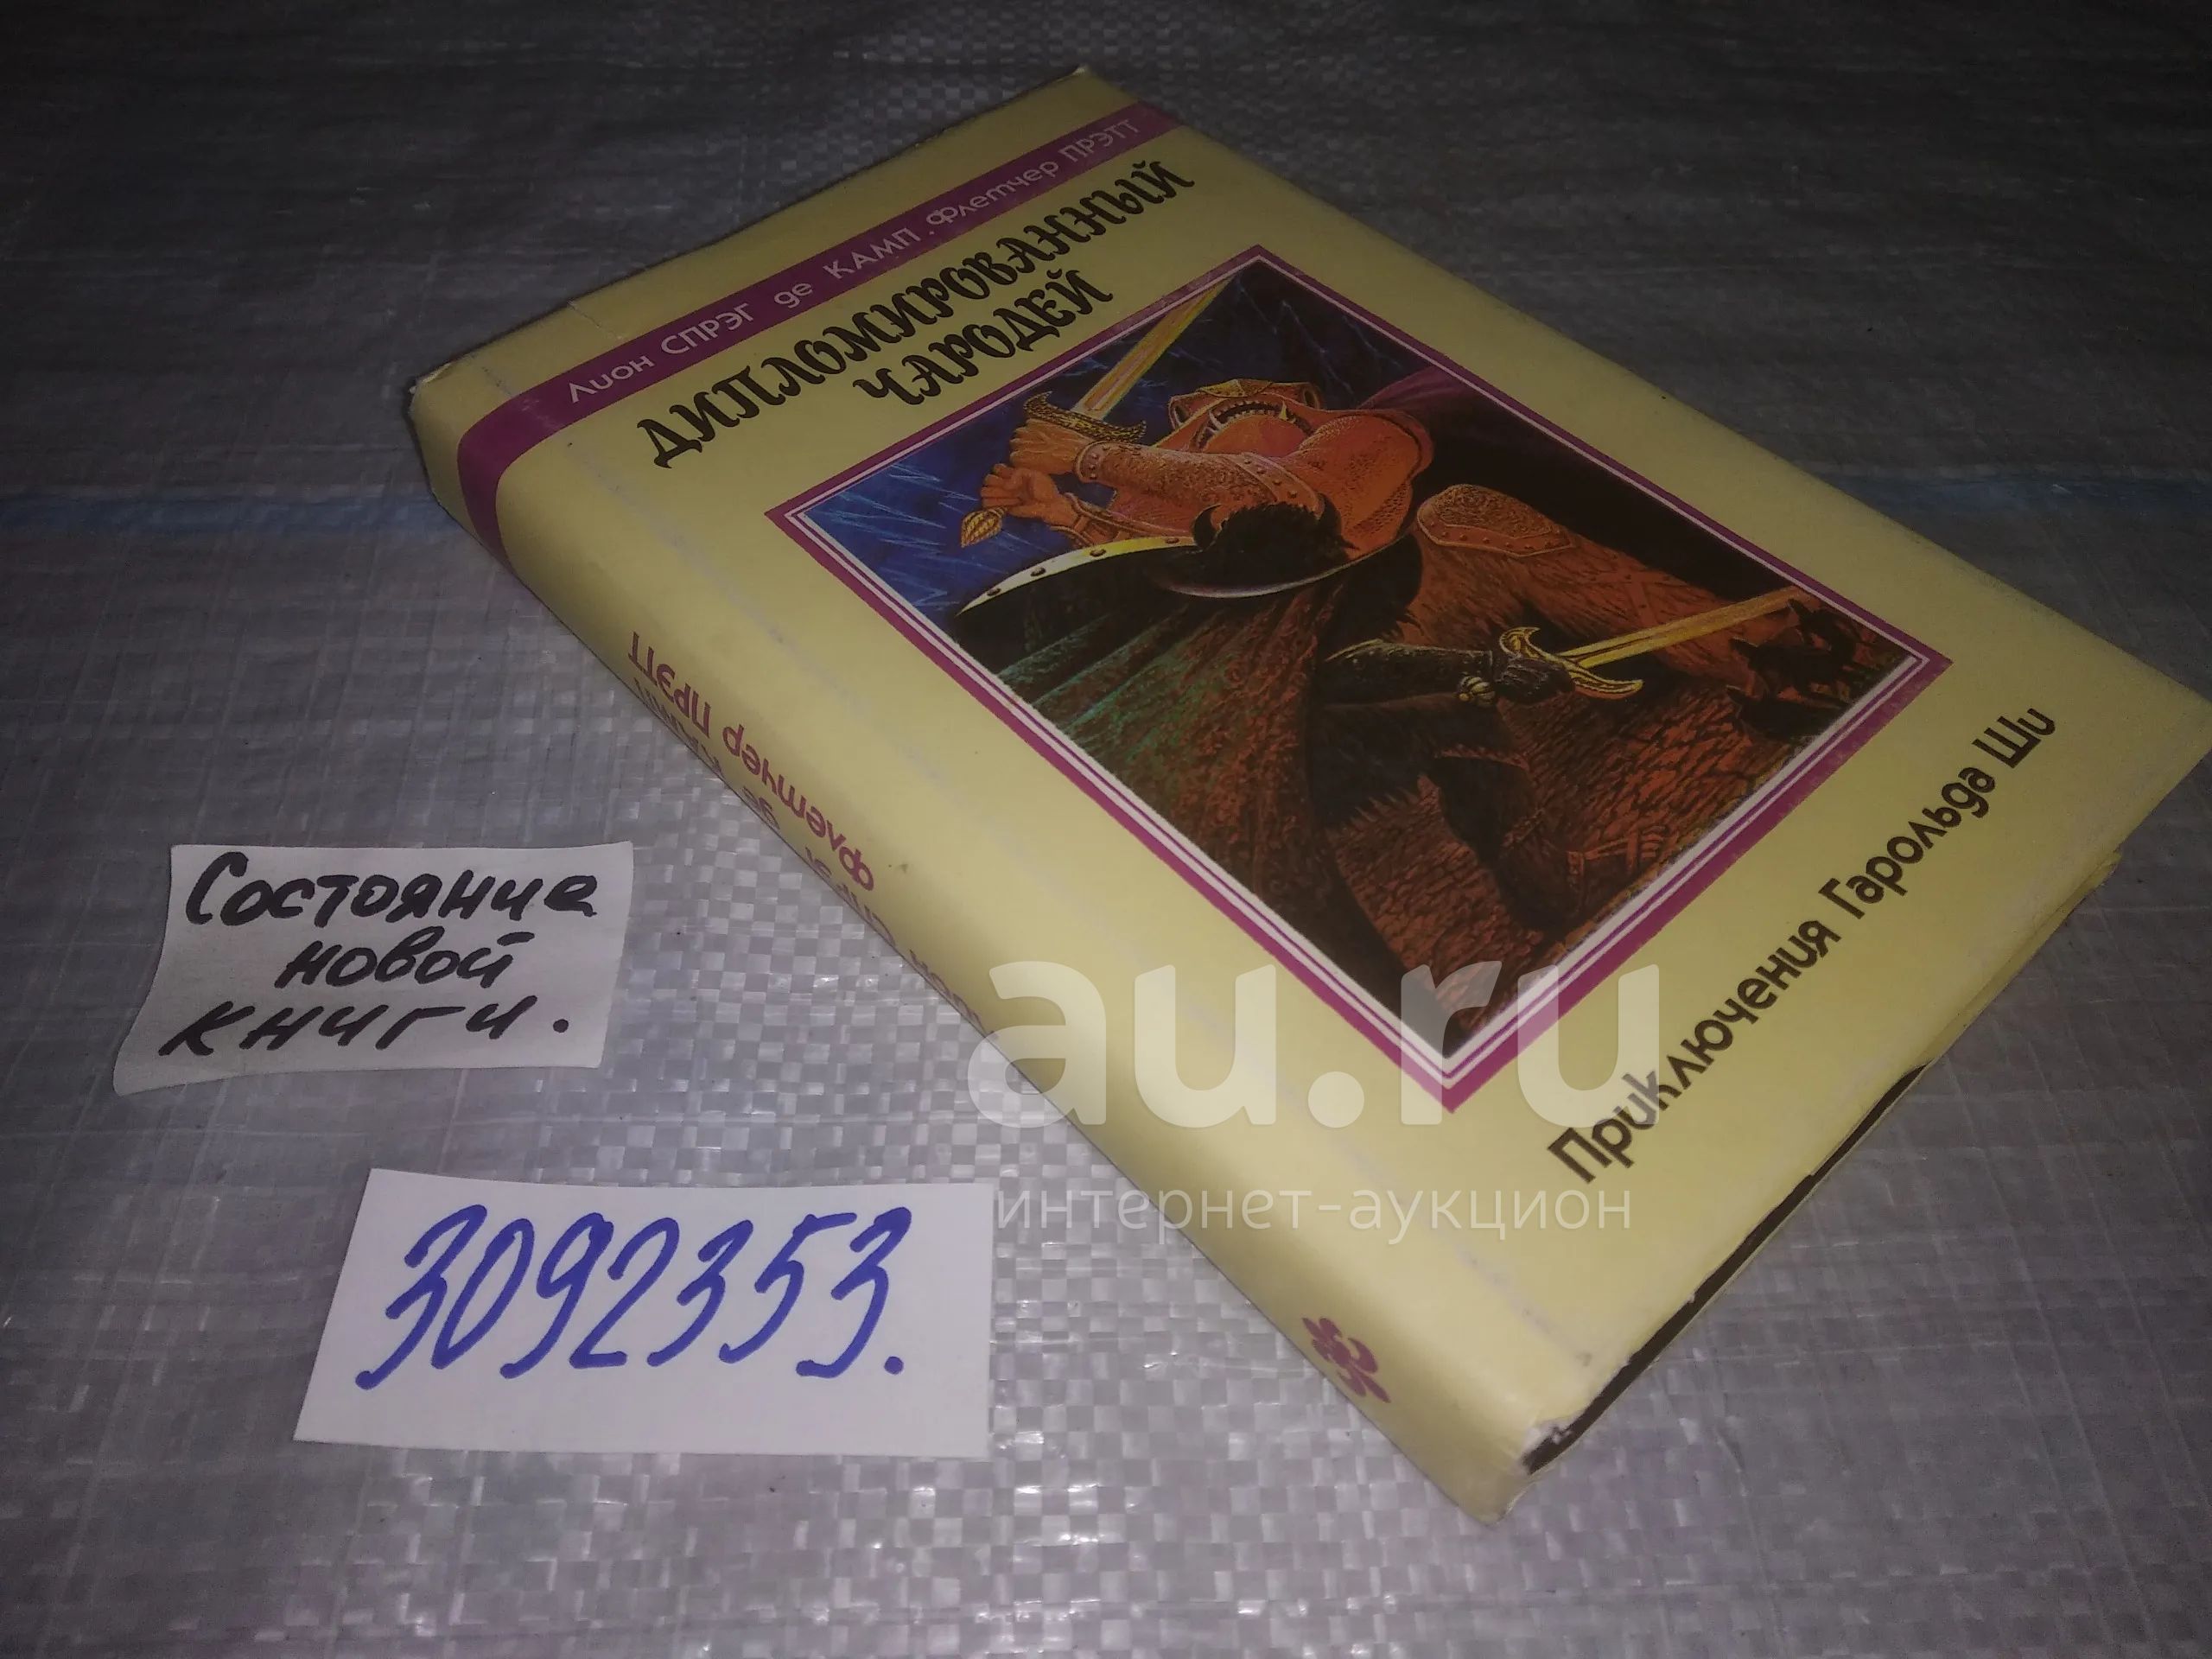 Лион СПРЭГ де КАМП . Флетчер ПРЭТТ
ДИПЛОМИРОВАННЫЙ
ЧАРОДЕЙ
Приключения Гарольда Ши
Флетчер ПРЭТТ
Состояние
новой
книги.
3092353.
au.ru
интернет-аукцион